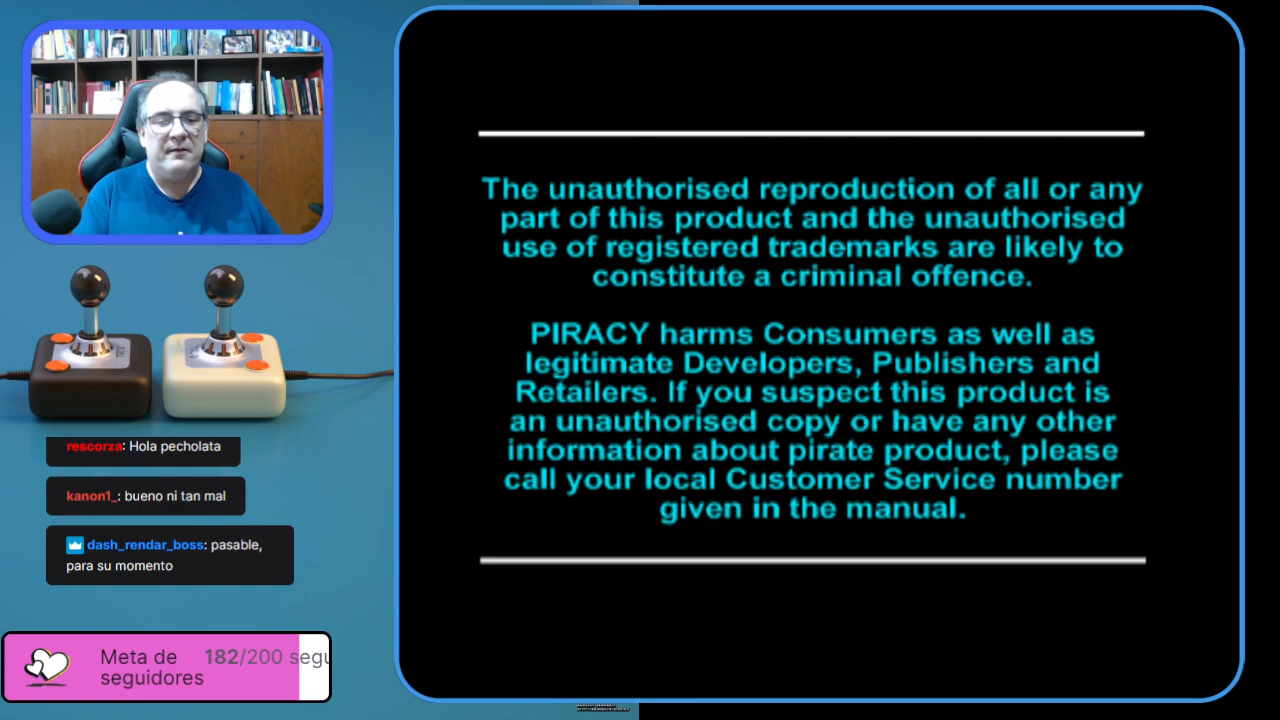 The unauthorised reproduction of all or any
part of this product and the unauthorised
use of registered trademarks are likely to
constitute a criminal offence.
PIRACY harms Consumers as well as
legitimate Developers, Publishers and
Retailers. If you suspect this product is
an unauthorised copy or have any other
information about pirate product, please
call your local Customer Service number
given in the manual.
rescorza: Hola pecholata
kanon1_: bueno ni tan mal
dash_rendar_boss: pasable,
para su momento
Meta de
seguidores
182/200 segu